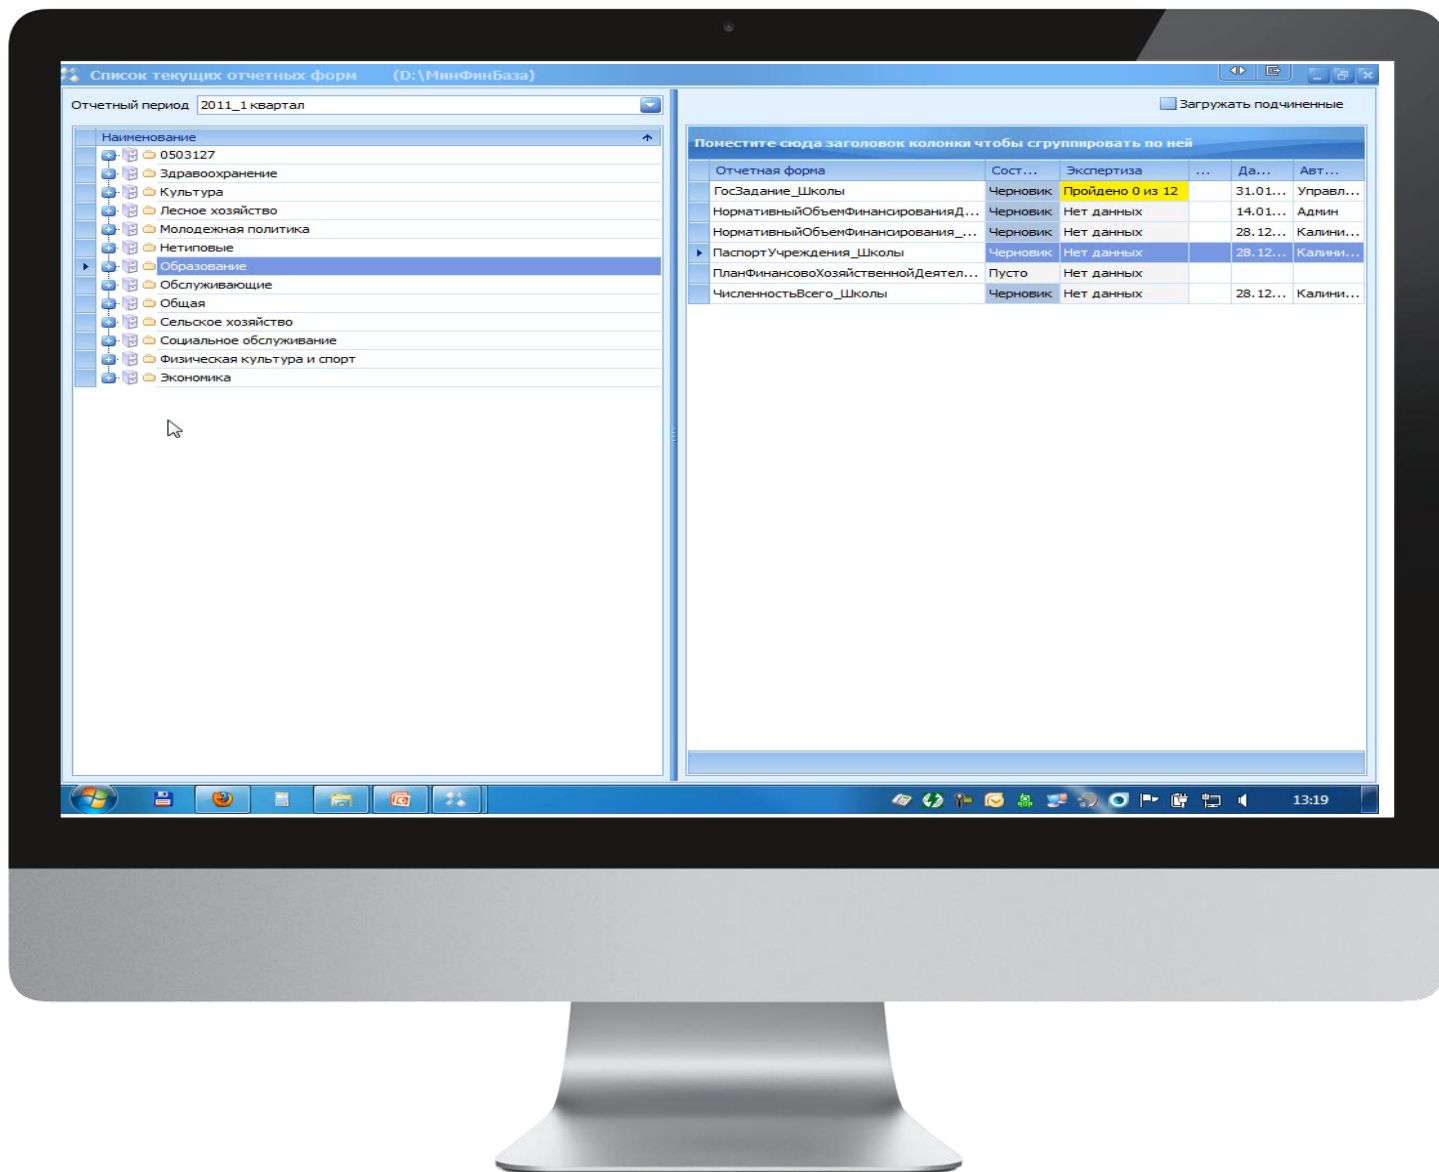 Список текущих отчетных форм (D:\МинФинБаза)
Отчетный период 2011_1 квартал
Загружать подчиненные
Наименование
0503127
Здравоохранение
Культура
Лесное хозяйство
Молодежная политика
Нетиповые
Образование
Обслуживающие
Общая
Сельское хозяйство
Социальное обслуживание
Физическая культура и спорт
Экономика
Поместите сюда заголовок колонки чтобы сгруппировать по ней
Отчетная форма Сост... Экспертиза ... Да... Авт...
ГосЗадание_Школы Черновик Пройдено 0 из 12 31.01... Управл...
НормативныйОбъемФинансированияД... Черновик Нет данных 14.01... Админ
НормативныйОбъемФинансирования_... Черновик Нет данных 28.12... Калини...
ПаспортУчреждения_Школы Черновик Нет данных 28.12... Калини...
ПланФинансовоХозяйственнойДеятел... Пусто Нет данных
ЧисленностьВсего_Школы Черновик Нет данных 28.12... Калини...
13:19